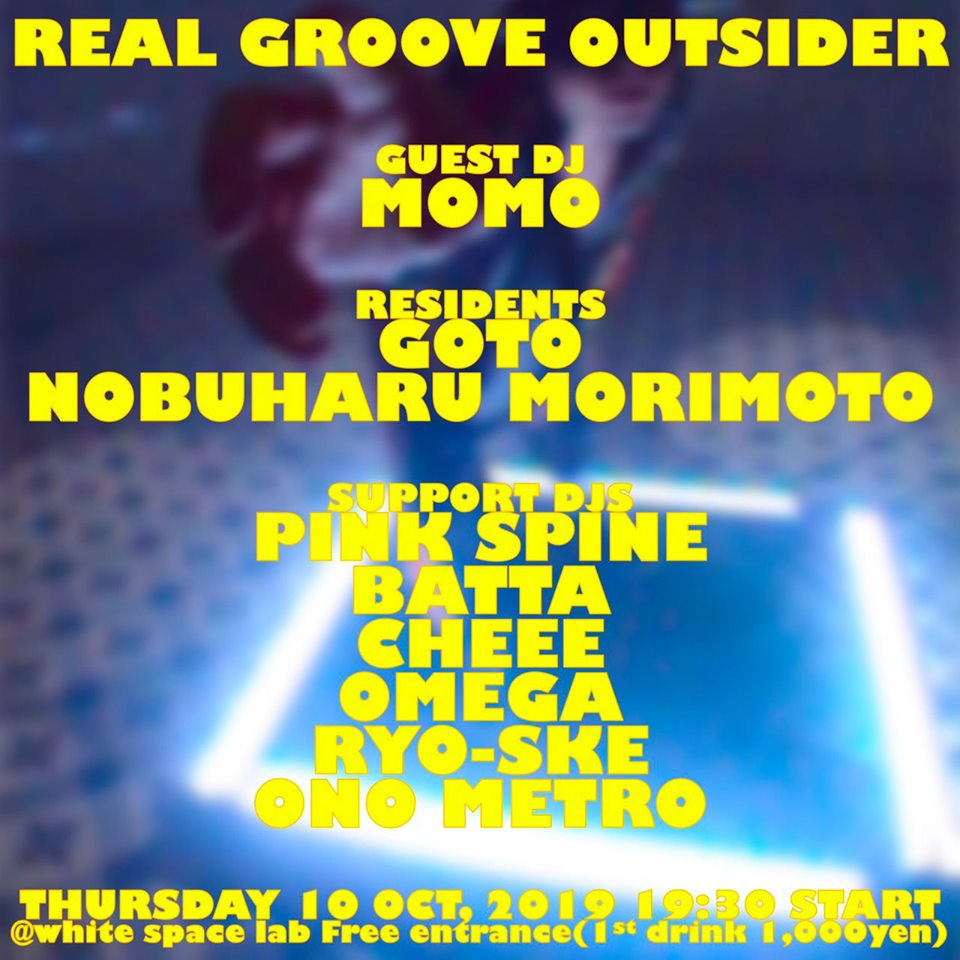 REAL GROOVE OUTSIDER
GUEST DJ
MOMO
RESIDENTS
GOTO
NOBUHARU MORIMOTO
SUPPORT DJS
PINK SPINE
BATTA
CHEEE
OMEGA
RYO-SKE
ONO METRO
THURSDAY 10 OCT, 2019 19:30 START
@white space lab Free entrance(1st drink 1,000yen)